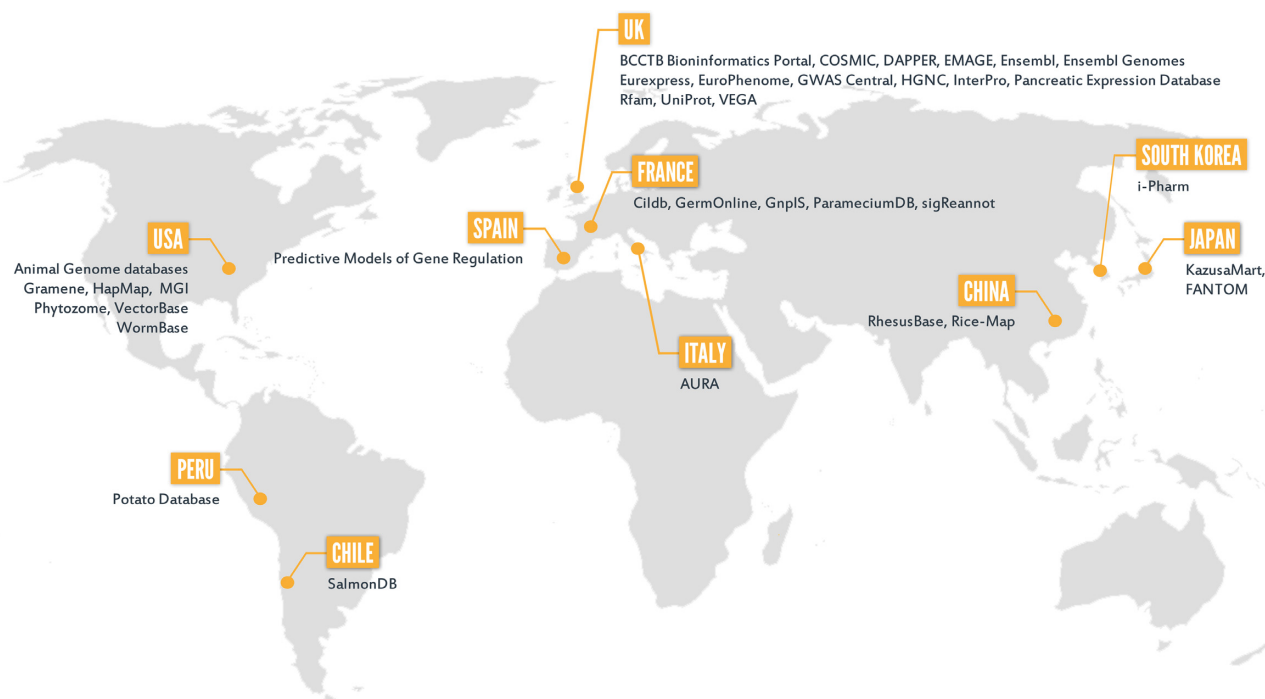 UK
BCCTB Bioninformatics Portal, COSMIC, DAPPER, EMAGE, Ensembl, Ensembl Genomes
Eurexpress, EuroPhenome, GWAS Central, HGNC, InterPro, Pancreatic Expression Database
Rfam, UniProt, VEGA
FRANCE
Cildb, GermOnline, GnpIS, ParameciumDB, sigReannot
SOUTH KOREA
i-Pharm
SPAIN
Predictive Models of Gene Regulation
USA
Animal Genome databases
Gramene, HapMap, MGI
Phytozome, VectorBase
WormBase
JAPAN
KazusaMart,
FANTOM
CHINA
RhesusBase, Rice-Map
ITALY
AURA
PERU
Potato Database
CHILE
SalmonDB